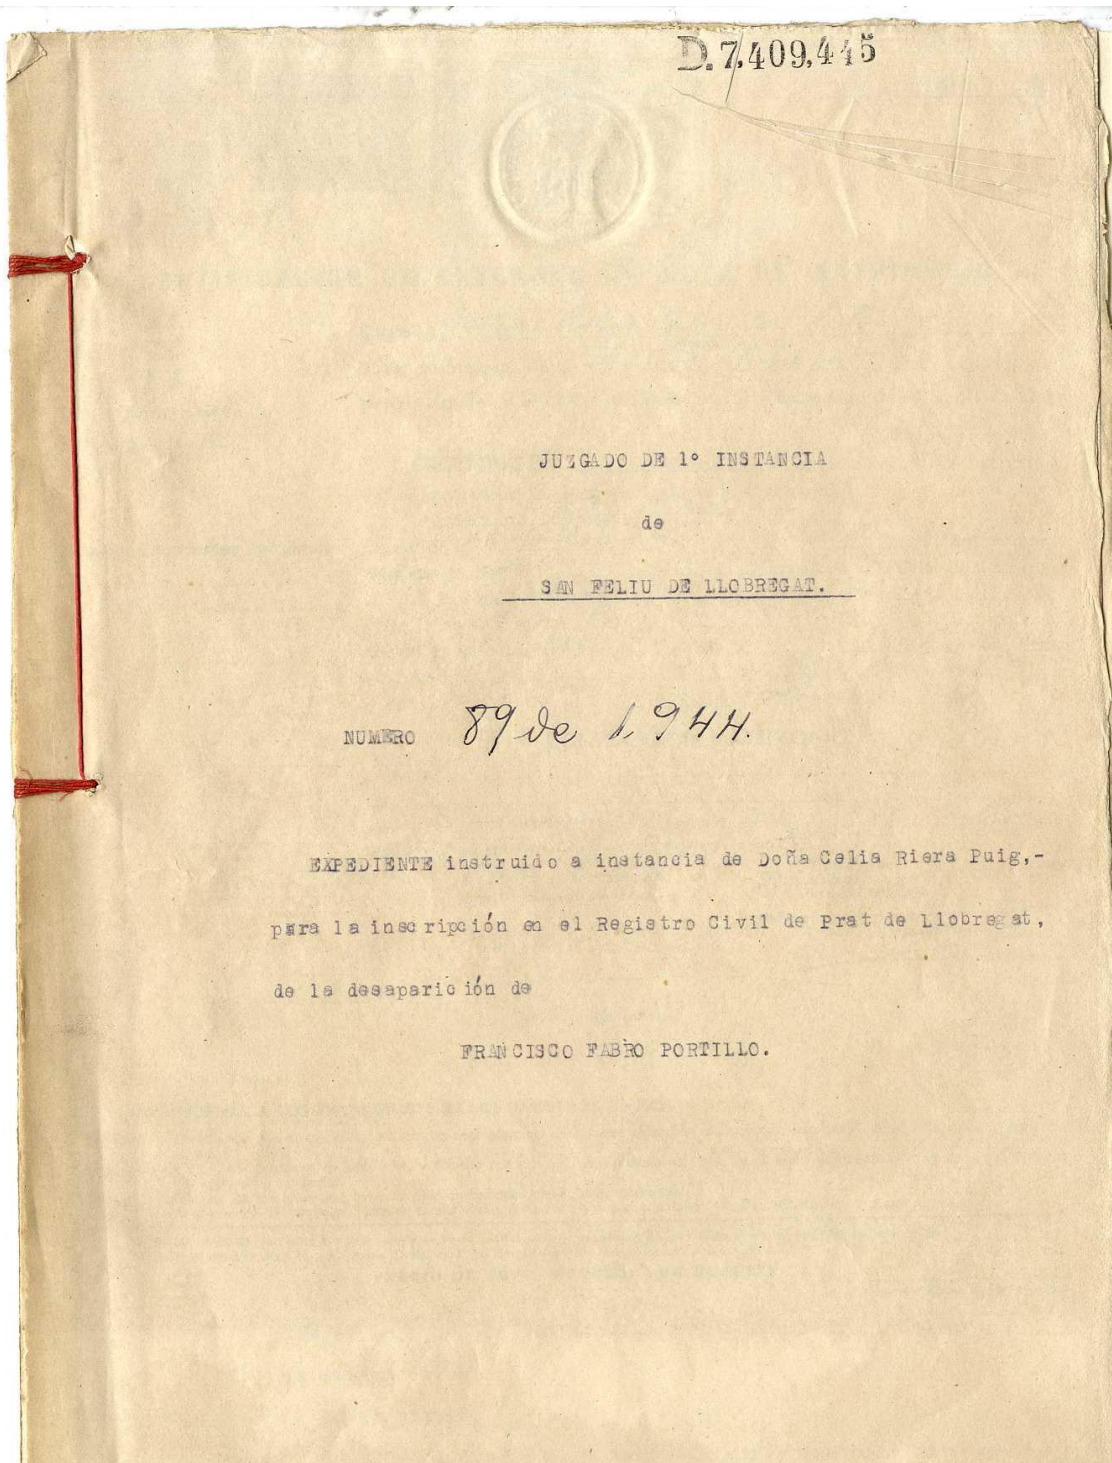 D.7,409,445
JUZGADO DE 1º INSTANCIA
de
SAN FELIU DE LLOBREGAT.
NUMERO 89 de 1,944.
EXPEDIENTE instruido a instancia de Doña Celia Riera Puig,-
para la inscripción en el Registro Civil de Prat de Llobregat,
de la desaparición de
FRANCISCO FABRO PORTILLO.